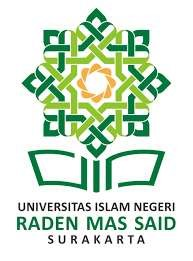 UNIVERSITAS ISLAM NEGERI
RADEN MAS SAID
SURAKARTA